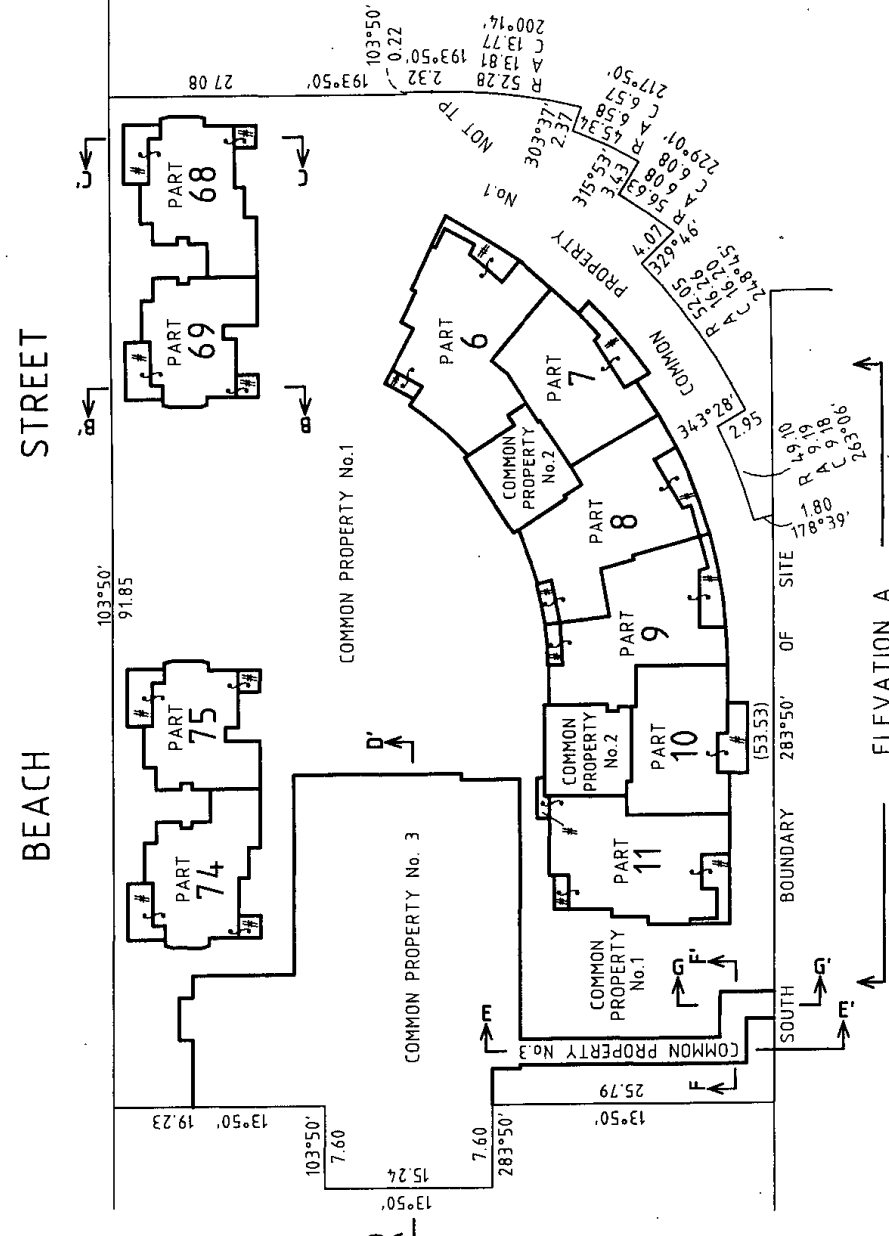 BEACH STREET
103°50'
91.85
27.08
193°50'
2.32
193°50'
103°50'
0.22
R 52.28
A 13.81
C 13.77
200°14'
303°37'
2.37
R 45.34
A 6.58
C 6.57
217°50'
315°53'
3.43
R 56.63
A 6.08
C 6.08
229°01'
4.07
329°46'
R 52.05
A 16.26
C 16.20
248°45'
343°28'
2.95
R 49.10
A 9.19
C 9.18
263°06'
1.80
178°39'
(53.53)
283°50'
SOUTH BOUNDARY OF SITE
ELEVATION A
COMMON PROPERTY No.1
NOT TP
PART
68
#
#
PART
69
#
#
PART
75
#
#
PART
74
#
#
C'
C
B'
B
COMMON PROPERTY No.1
D'
COMMON PROPERTY No. 3
PART
6
#
#
PART
7
#
COMMON
PROPERTY
No.2
PART
8
#
#
PART
9
#
#
COMMON
PROPERTY
No.2
PART
10
#
PART
11
#
#
#
COMMON
PROPERTY
No.1
COMMON PROPERTY No.3
E
E'
F
F'
G
G'
19.23
13°50'
103°50'
7.60
15.24
13°50'
7.60
283°50'
25.79
13°50'